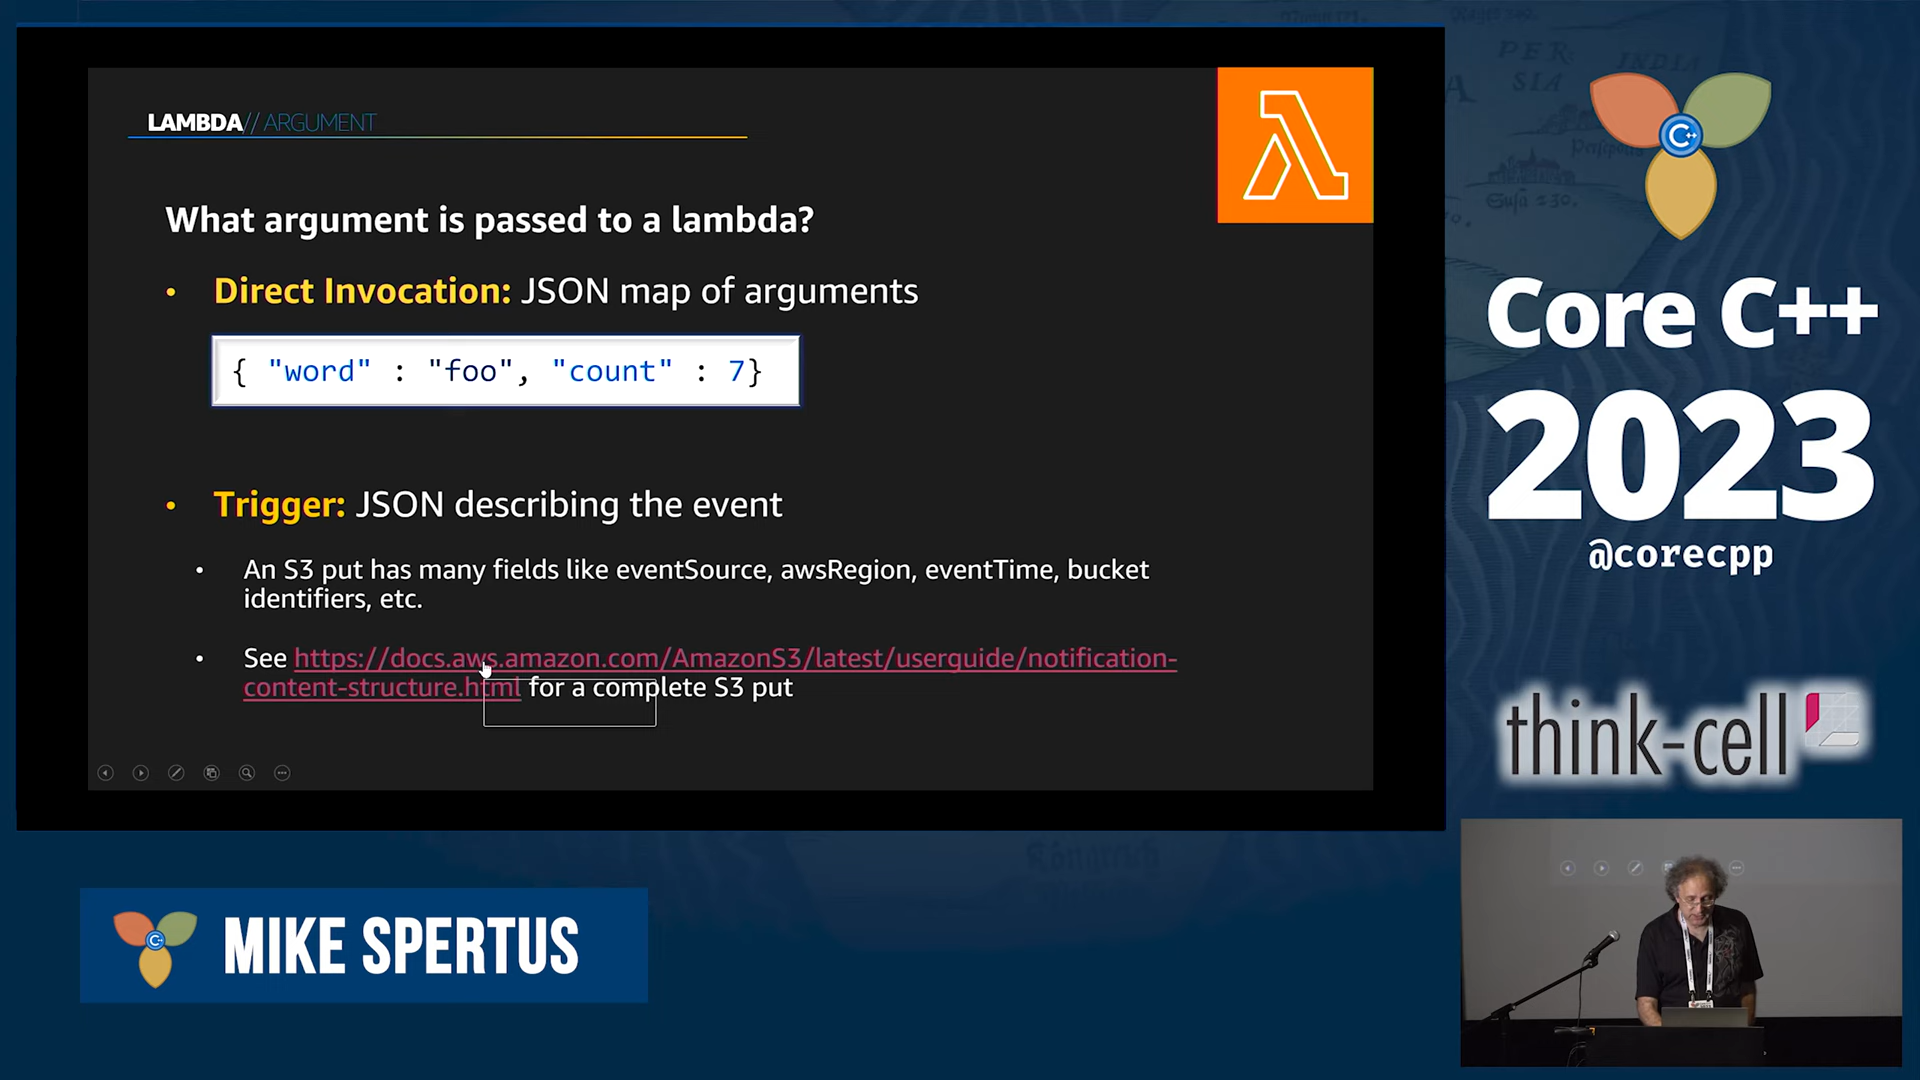 LAMBDA// ARGUMENT
What argument is passed to a lambda?
• Direct Invocation: JSON map of arguments
{ "word" : "foo", "count" : 7}
• Trigger: JSON describing the event
• An S3 put has many fields like eventSource, awsRegion, eventTime, bucket
identifiers, etc.
• See https://docs.aws.amazon.com/AmazonS3/latest/userguide/notification-
content-structure.html for a complete S3 put
PER
SIA
INDIA
C++
Core C++
2023
@corecpp
think-cell
C++
MIKE SPERTUS